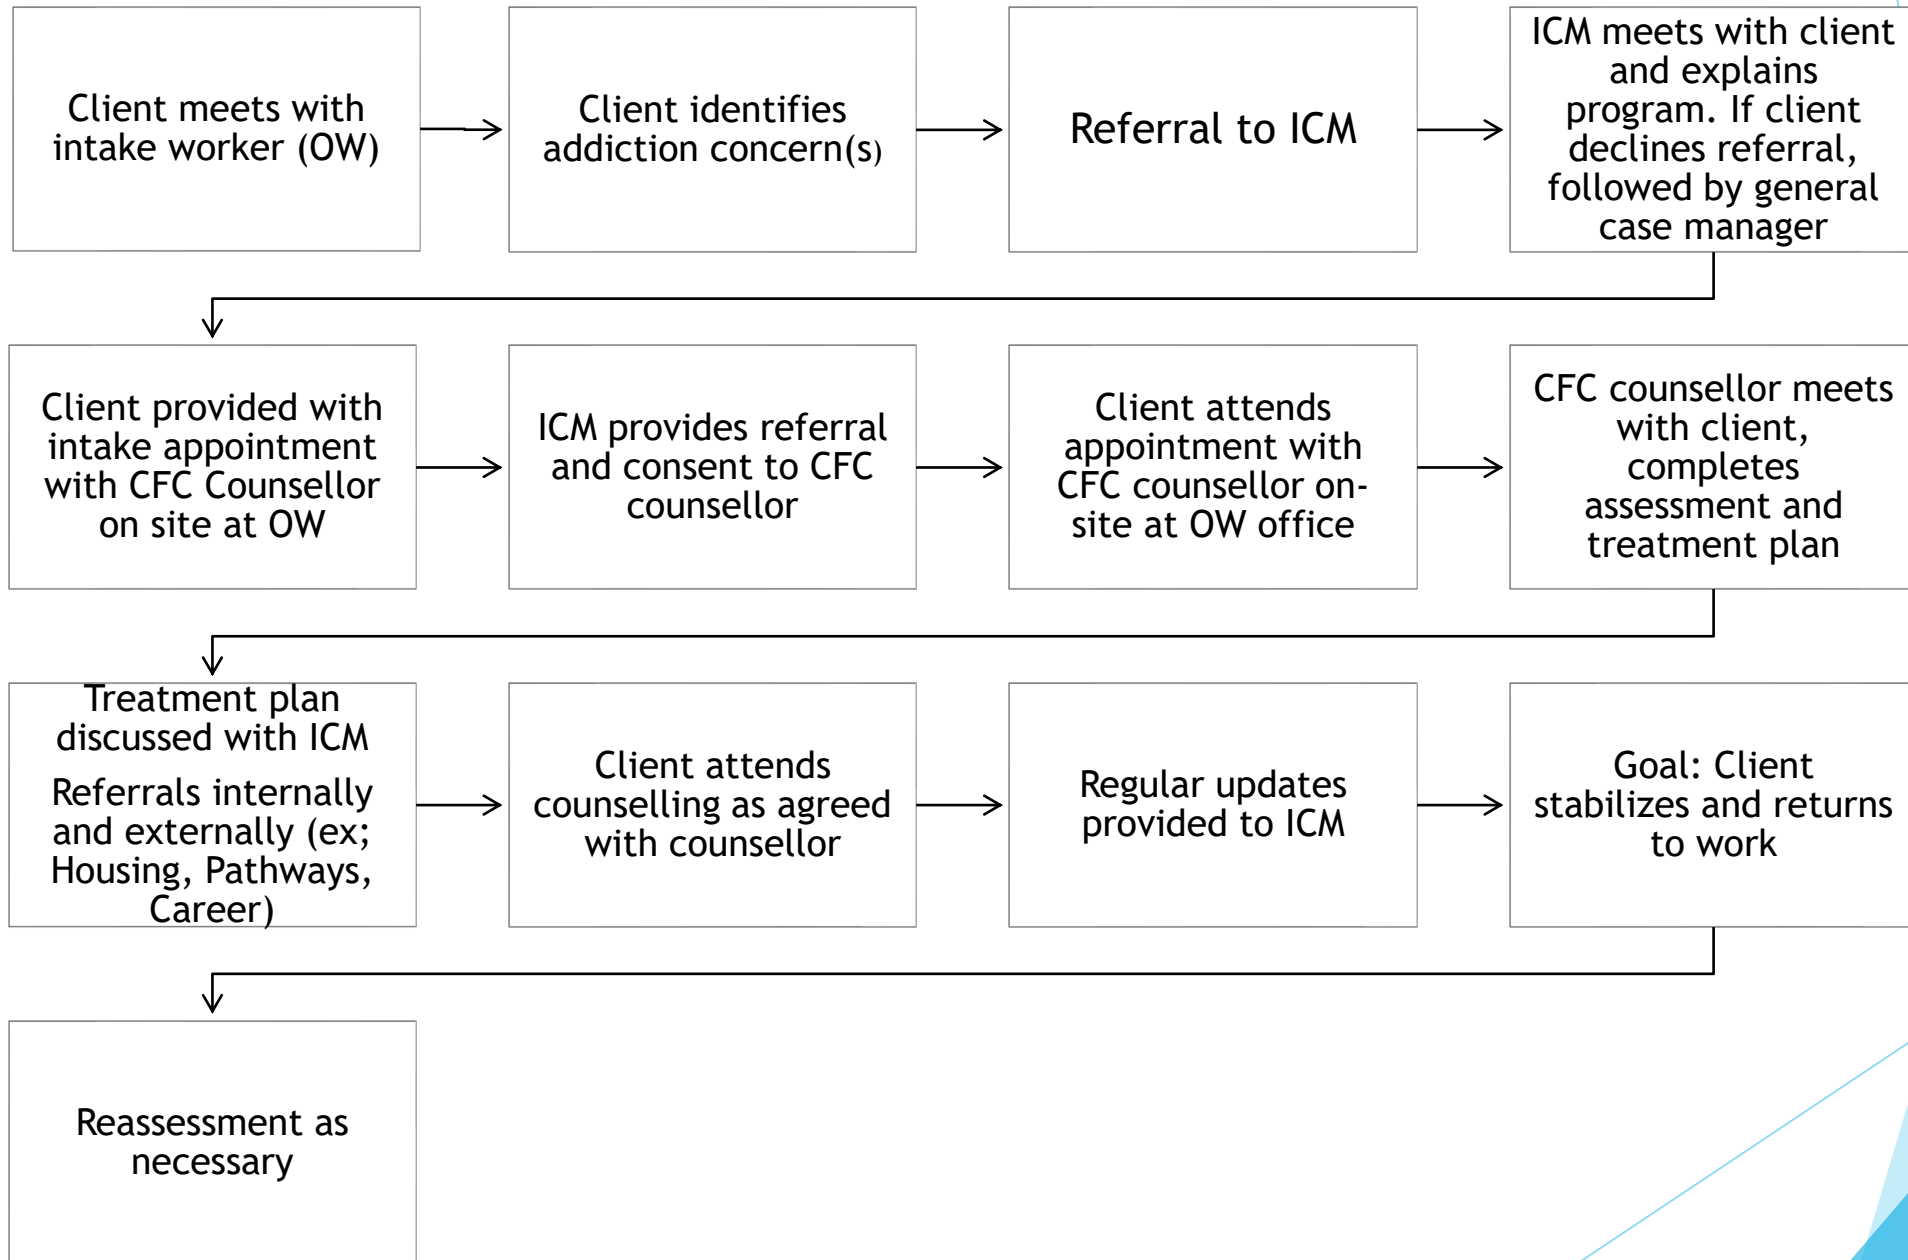 Client meets with
intake worker (OW)
Client identifies
addiction concern(s)
Referral to ICM
ICM meets with client
and explains
program. If client
declines referral,
followed by general
case manager
Client provided with
intake appointment
with CFC Counsellor
on site at OW
ICM provides referral
and consent to CFC
counsellor
Client attends
appointment with
CFC counsellor on-
site at OW office
CFC counsellor meets
with client,
completes
assessment and
treatment plan
Treatment plan
discussed with ICM
Referrals internally
and externally (ex;
Housing, Pathways,
Career)
Client attends
counselling as agreed
with counsellor
Regular updates
provided to ICM
Goal: Client
stabilizes and returns
to work
Reassessment as
necessary